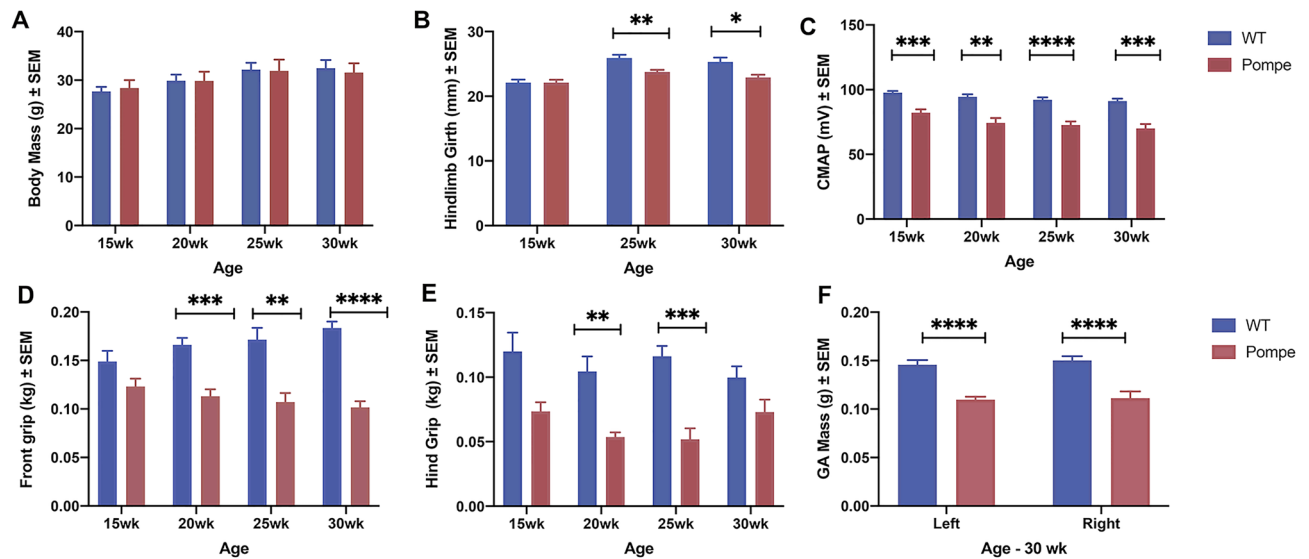 A
Body Mass (g) ± SEM
40
30
20
10
0
15wk 20wk 25wk 30wk
Age
B
Hindlimb Girth (mm) ± SEM
30
20
10
0
** *
15wk 25wk 30wk
Age
C
CMAP (mV) ± SEM
150
100
50
0
*** ** **** ***
15wk 20wk 25wk 30wk
Age
WT
Pompe
D
Front grip (kg) ± SEM
0.20
0.15
0.10
0.05
0.00
*** ** ****
15wk 20wk 25wk 30wk
Age
E
Hind Grip (kg) ± SEM
0.15
0.10
0.05
0.00
** ***
15wk 20wk 25wk 30wk
Age
F
GA Mass (g) ± SEM
0.20
0.15
0.10
0.05
0.00
**** ****
Left Right
Age - 30 wk
WT
Pompe